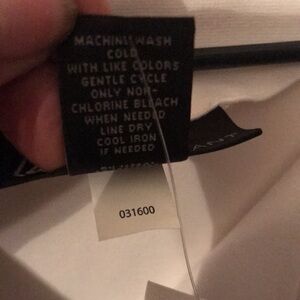 MACHINE WASH
COLD
WITH LIKE COLORS
GENTLE CYCLE
ONLY NON-
CHLORINE BLEACH
WHEN NEEDED
LINE DRY
COOL IRON
IF NEEDED
031600